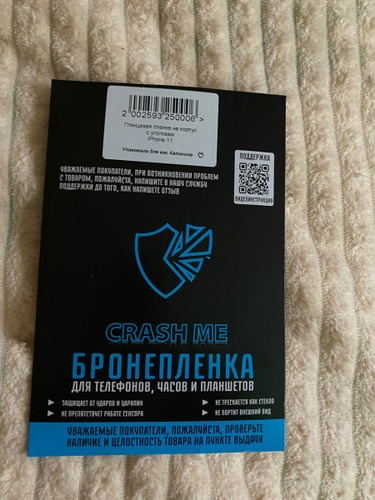 2 002593 250006 >
Глянцевая пленка на корпус
с уголками
iPhone 11
Упаковала для вас Катюшка ♡
УВАЖАЕМЫЕ ПОКУПАТЕЛИ, ПРИ ВОЗНИКНОВЕНИИ ПРОБЛЕМ
С ТОВАРОМ, ПОЖАЛУЙСТА, НАПИШИТЕ В НАШУ СЛУЖБУ
ПОДДЕРЖКИ ДО ТОГО, КАК НАПИШЕТЕ ОТЗЫВ
ПОДДЕРЖКА
ВИДЕОИНСТРУКЦИЯ
CRASH ME
БРОНЕПЛЕНКА
ДЛЯ ТЕЛЕФОНОВ, ЧАСОВ И ПЛАНШЕТОВ
ЗАЩИЩАЕТ ОТ УДАРОВ И ЦАРАПИН
НЕ ТРЕСКАЕТСЯ КАК СТЕКЛО
НЕ ПРЕПЯТСТВУЕТ РАБОТЕ СЕНСОРА
НЕ ПОРТИТ ВНЕШНИЙ ВИД
УВАЖАЕМЫЕ ПОКУПАТЕЛИ, ПОЖАЛУЙСТА, ПРОВЕРЬТЕ
НАЛИЧИЕ И ЦЕЛОСТНОСТЬ ТОВАРА НА ПУНКТЕ ВЫДАЧИ